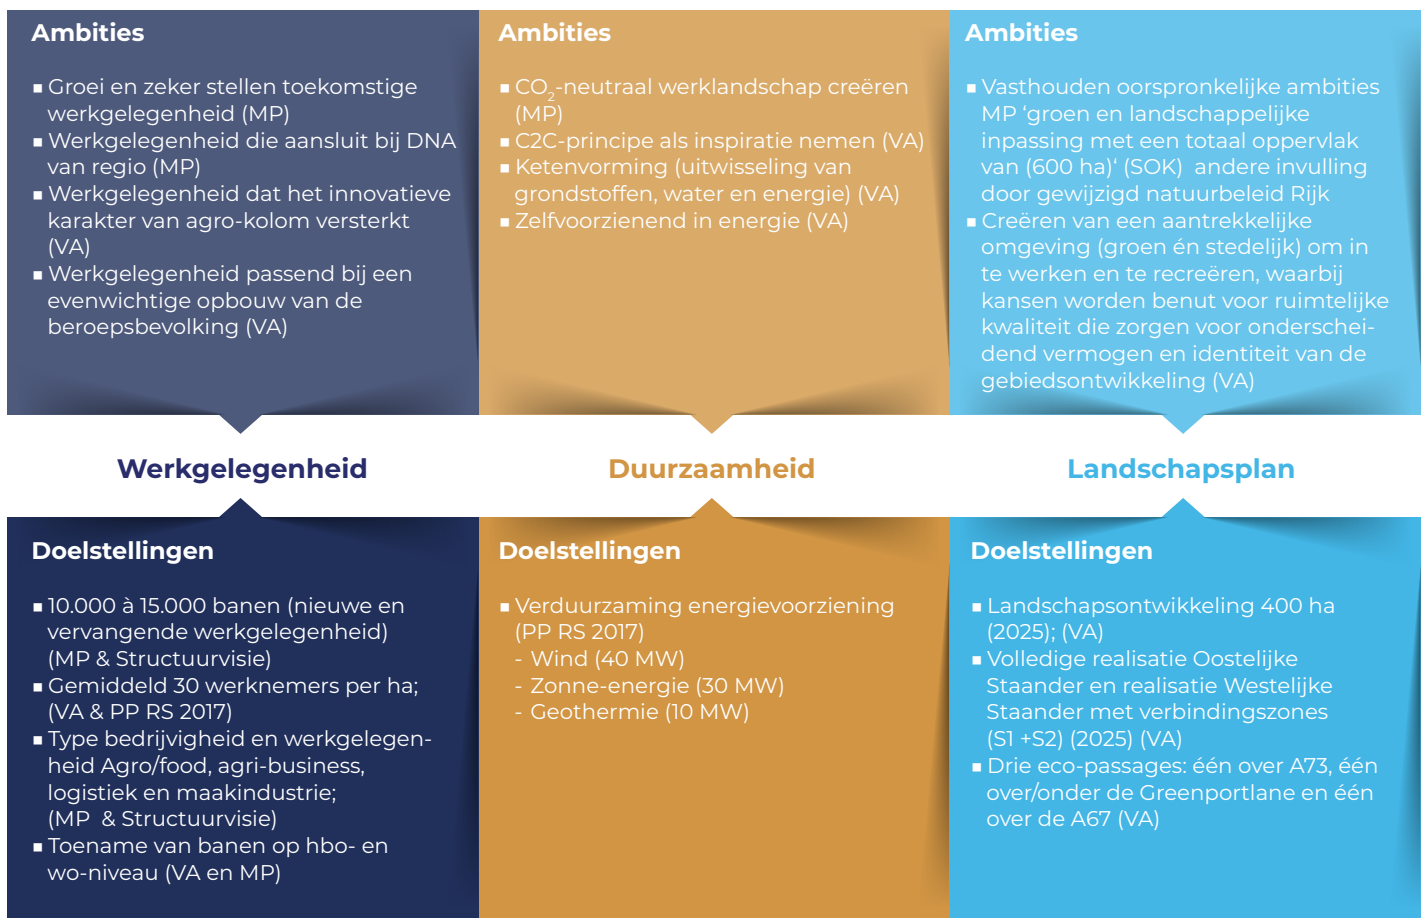 Ambities
▪ Groei en zeker stellen toekomstige
werkgelegenheid (MP)
▪ Werkgelegenheid die aansluit bij DNA
van regio (MP)
▪ Werkgelegenheid dat het innovatieve
karakter van agro-kolom versterkt
(VA)
▪ Werkgelegenheid passend bij een
evenwichtige opbouw van de
beroepsbevolking (VA)
Ambities
▪ CO₂-neutraal werklandschap creëren
(MP)
▪ C2C-principe als inspiratie nemen (VA)
▪ Ketenvorming (uitwisseling van
grondstoffen, water en energie) (VA)
▪ Zelfvoorzienend in energie (VA)
Ambities
▪ Vasthouden oorspronkelijke ambities
MP ‘groen en landschappelijke
inpassing met een totaal oppervlak
van (600 ha)‘ (SOK) andere invulling
door gewijzigd natuurbeleid Rijk
▪ Creëren van een aantrekkelijke
omgeving (groen én stedelijk) om in
te werken en te recreëren, waarbij
kansen worden benut voor ruimtelijke
kwaliteit die zorgen voor onderschei-
dend vermogen en identiteit van de
gebiedsontwikkeling (VA)
Werkgelegenheid
Duurzaamheid
Landschapsplan
Doelstellingen
▪ 10.000 à 15.000 banen (nieuwe en
vervangende werkgelegenheid)
(MP & Structuurvisie)
▪ Gemiddeld 30 werknemers per ha;
(VA & PP RS 2017)
▪ Type bedrijvigheid en werkgelegen-
heid Agro/food, agri-business,
logistiek en maakindustrie;
(MP & Structuurvisie)
▪ Toename van banen op hbo- en
wo-niveau (VA en MP)
Doelstellingen
▪ Verduurzaming energievoorziening
(PP RS 2017)
- Wind (40 MW)
- Zonne-energie (30 MW)
- Geothermie (10 MW)
Doelstellingen
▪ Landschapsontwikkeling 400 ha
(2025); (VA)
▪ Volledige realisatie Oostelijke
Staander en realisatie Westelijke
Staander met verbindingszones
(S1 +S2) (2025) (VA)
▪ Drie eco-passages: één over A73, één
over/onder de Greenportlane en één
over de A67 (VA)